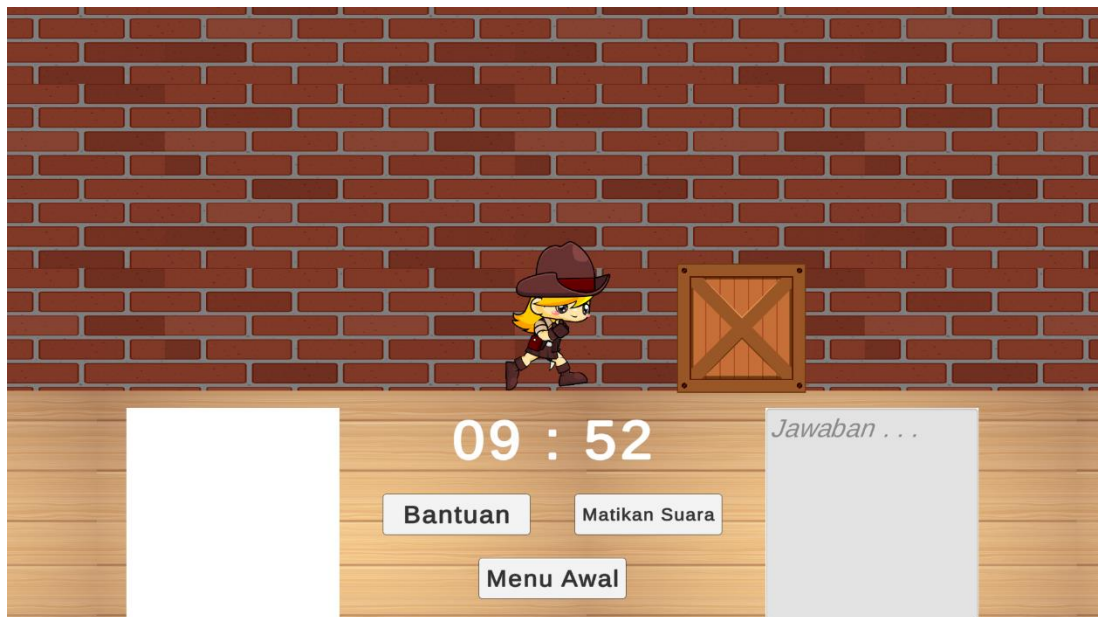 09 : 52
Jawaban . . .
Bantuan
Matikan Suara
Menu Awal